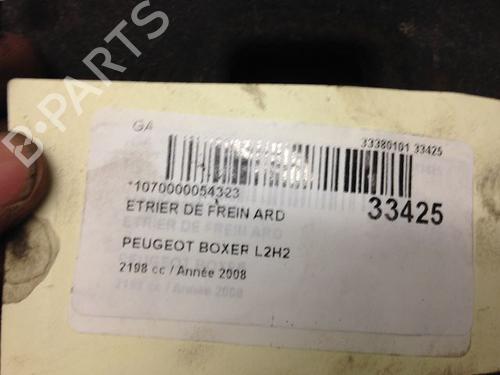 GA
33380101 33425
*1070000054323
33425
ETRIER DE FREIN ARD
PEUGEOT BOXER L2H2
2198 cc / Année 2008
B-PARTS